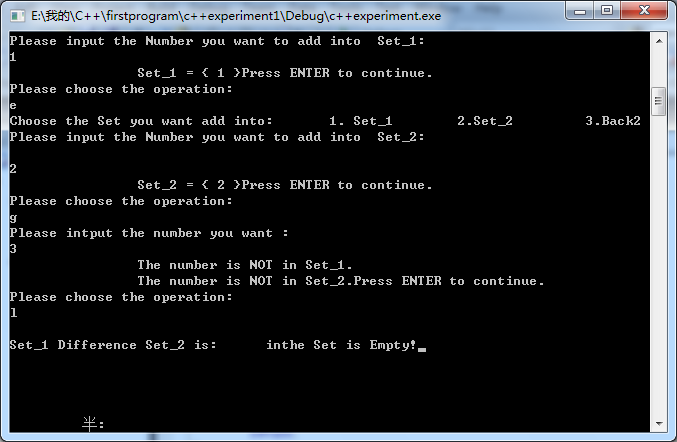 E:\我的\C++\firstprogram\c++experiment1\Debug\c++experiment.exe
Please input the Number you want to add into  Set_1:
1
Set_1 = { 1 }Press ENTER to continue.
Please choose the operation:
e
Choose the Set you want add into:       1. Set_1        2.Set_2         3.Back2
Please input the Number you want to add into  Set_2:
2
Set_2 = { 2 }Press ENTER to continue.
Please choose the operation:
g
Please intput the number you want :
3
The number is NOT in Set_1.
The number is NOT in Set_2.Press ENTER to continue.
Please choose the operation:
l
Set_1 Difference Set_2 is:      inthe Set is Empty!
半: